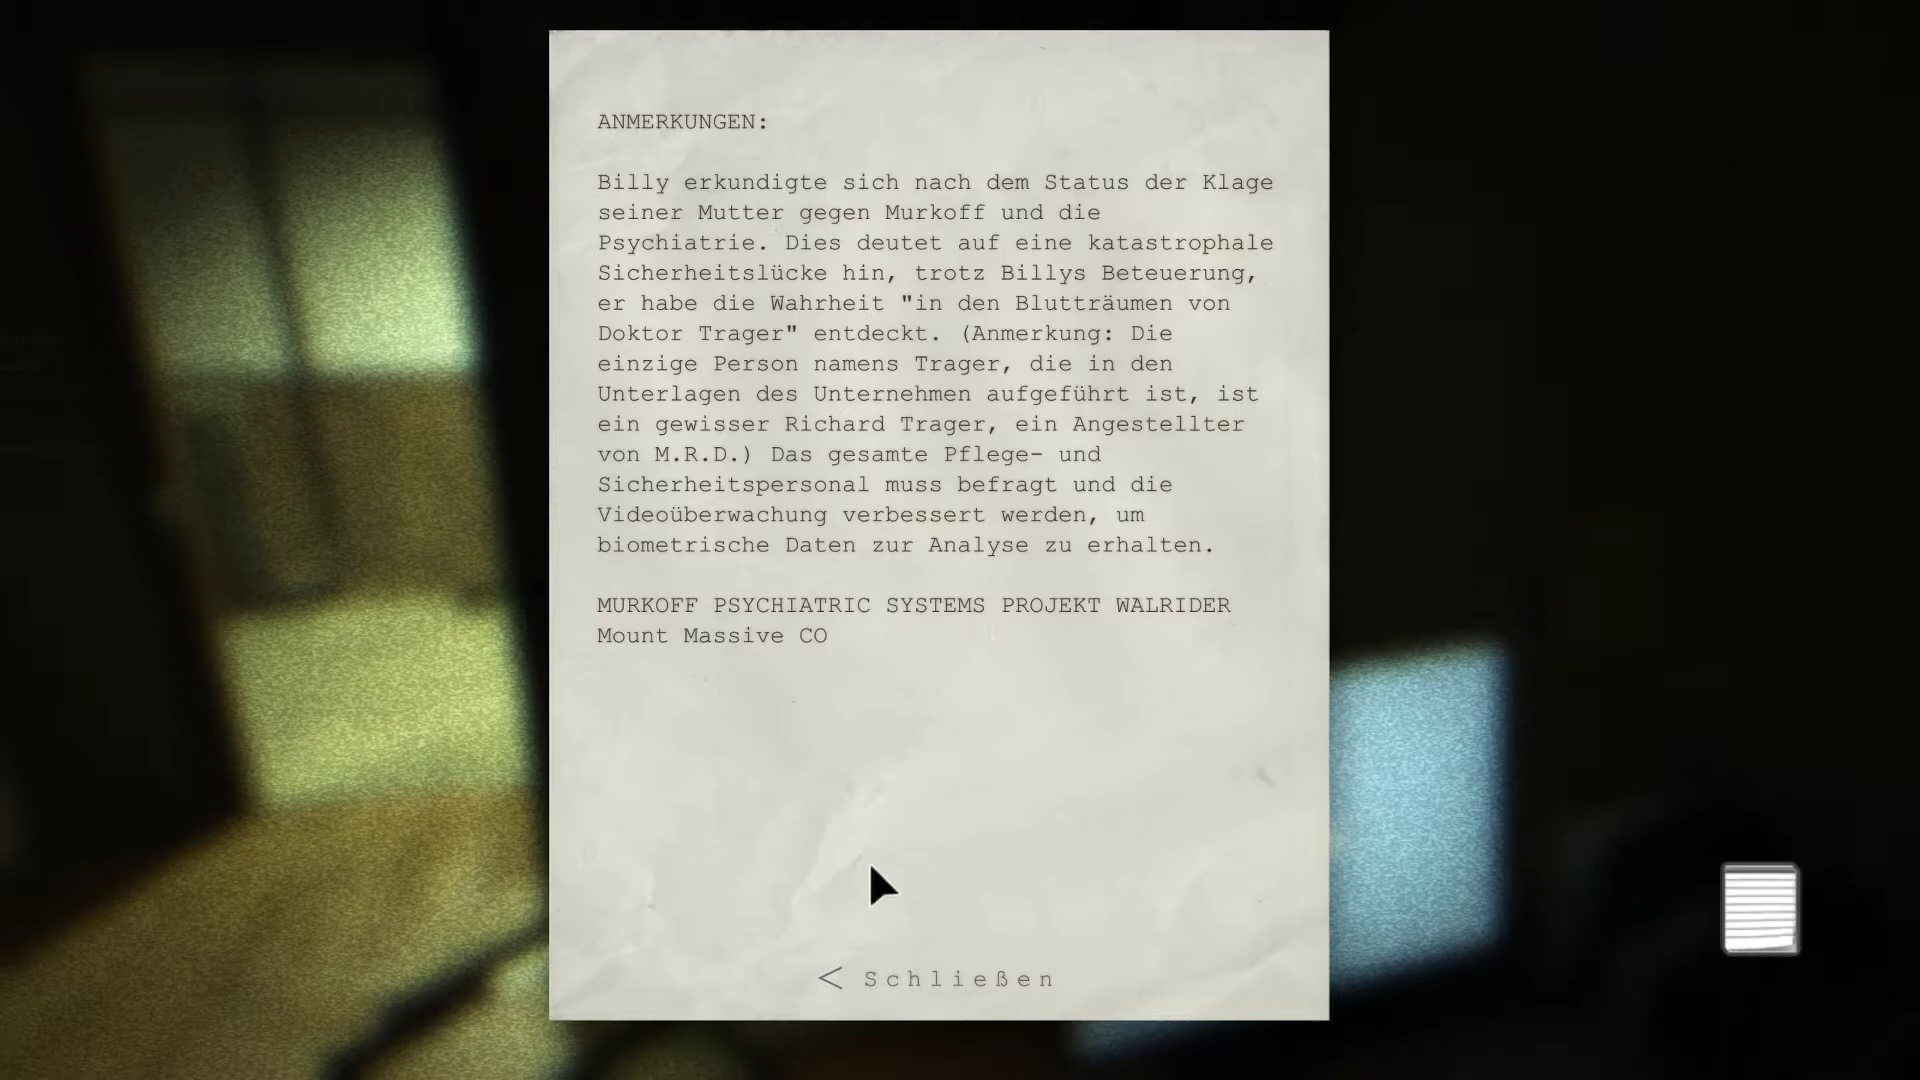 ANMERKUNGEN:
Billy erkundigte sich nach dem Status der Klage
seiner Mutter gegen Murkoff und die
Psychiatrie. Dies deutet auf eine katastrophale
Sicherheitslücke hin, trotz Billys Beteuerung,
er habe die Wahrheit "in den Blutträumen von
Doktor Trager" entdeckt. (Anmerkung: Die
einzige Person namens Trager, die in den
Unterlagen des Unternehmen aufgeführt ist, ist
ein gewisser Richard Trager, ein Angestellter
von M.R.D.) Das gesamte Pflege- und
Sicherheitspersonal muss befragt und die
Videoüberwachung verbessert werden, um
biometrische Daten zur Analyse zu erhalten.
MURKOFF PSYCHIATRIC SYSTEMS PROJEKT WALRIDER
Mount Massive CO
< Schließen